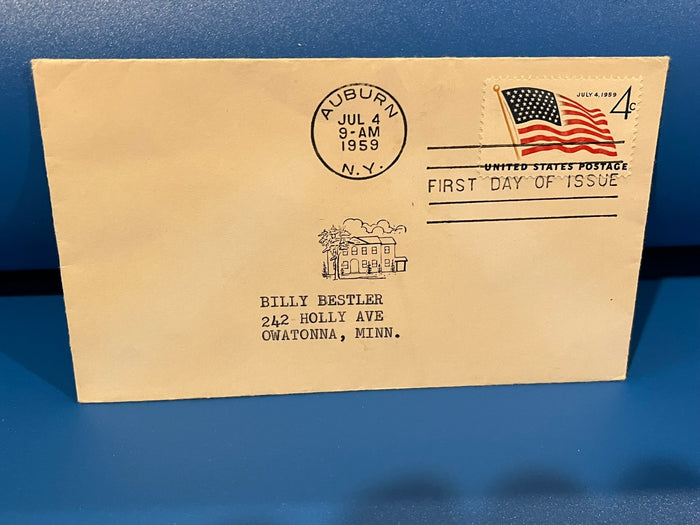 AUBURN
JUL 4
9-AM
1959
N.Y.
JULY 4, 1959
4c
UNITED STATES POSTAGE
FIRST DAY OF ISSUE
BILLY BESTLER
242 HOLLY AVE
OWATONNA, MINN.